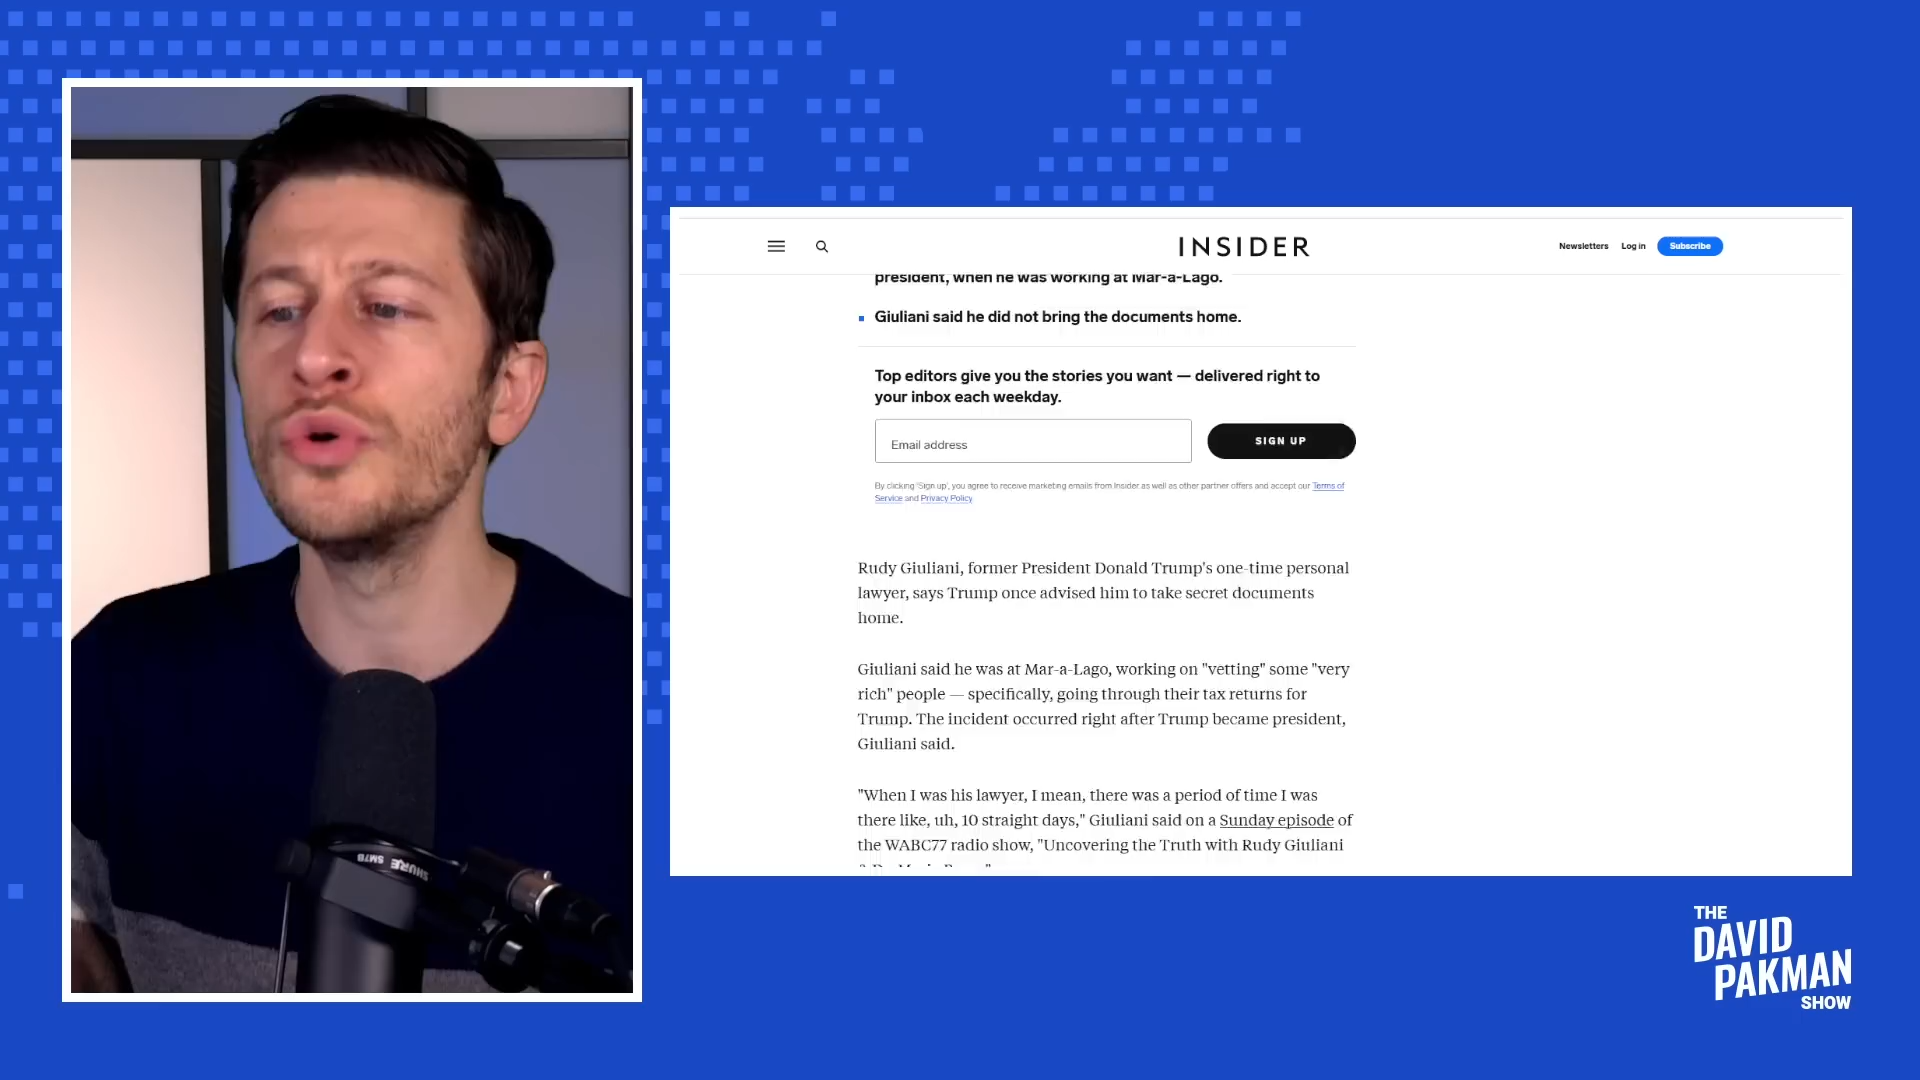 INSIDER
Newsletters
Log in
Subscribe
president, when he was working at Mar-a-Lago.
Giuliani said he did not bring the documents home.
Top editors give you the stories you want — delivered right to
your inbox each weekday.
Email address
SIGN UP
By clicking 'Sign up', you agree to receive marketing emails from Insider as well as other partner offers and accept our Terms of
Service and Privacy Policy
Rudy Giuliani, former President Donald Trump's one-time personal
lawyer, says Trump once advised him to take secret documents
home.
Giuliani said he was at Mar-a-Lago, working on "vetting" some "very
rich" people — specifically, going through their tax returns for
Trump. The incident occurred right after Trump became president,
Giuliani said.
"When I was his lawyer, I mean, there was a period of time I was
there like, uh, 10 straight days," Giuliani said on a Sunday episode of
the WABC77 radio show, "Uncovering the Truth with Rudy Giuliani
SHURE SM7B
THE
DAVID
PAKMAN
SHOW